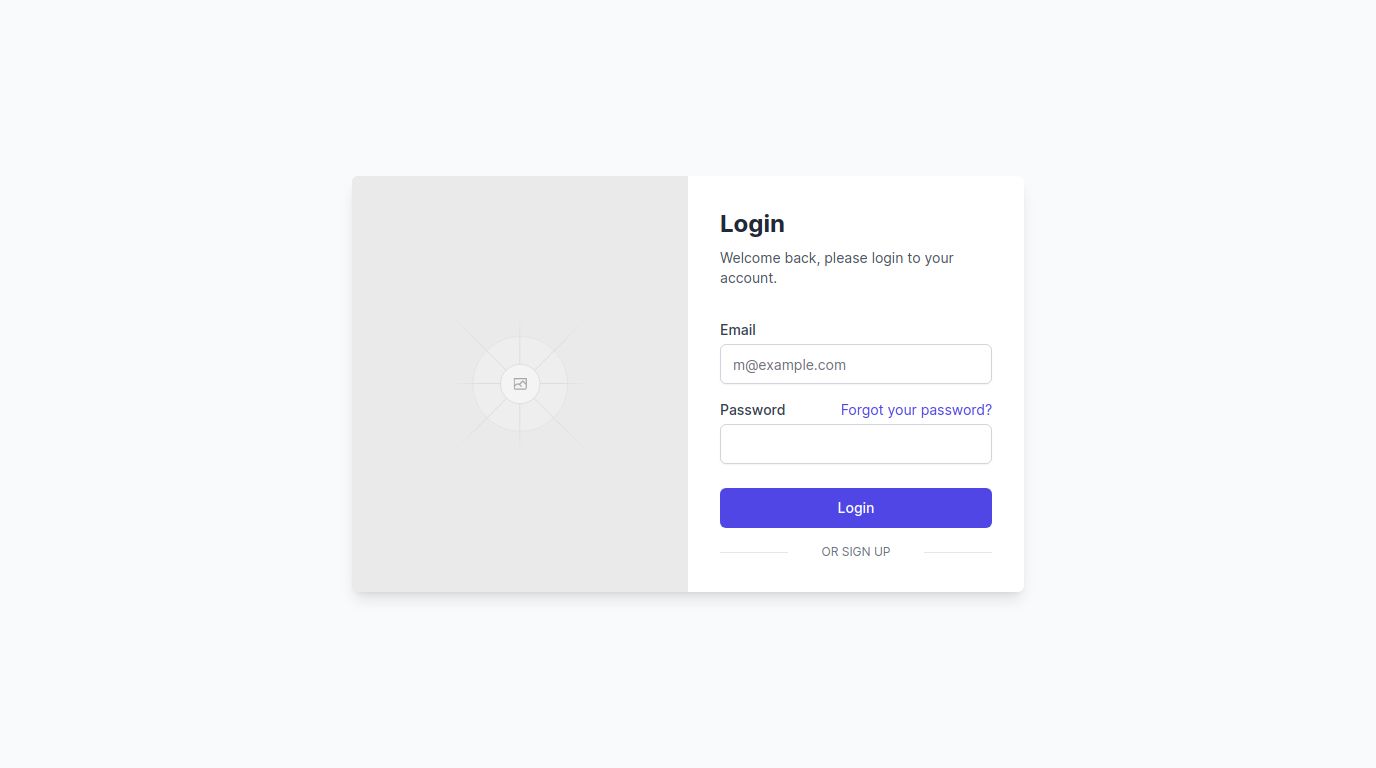 Login
Welcome back, please login to your
account.
Email
m@example.com
Password Forgot your password?
Login
OR SIGN UP